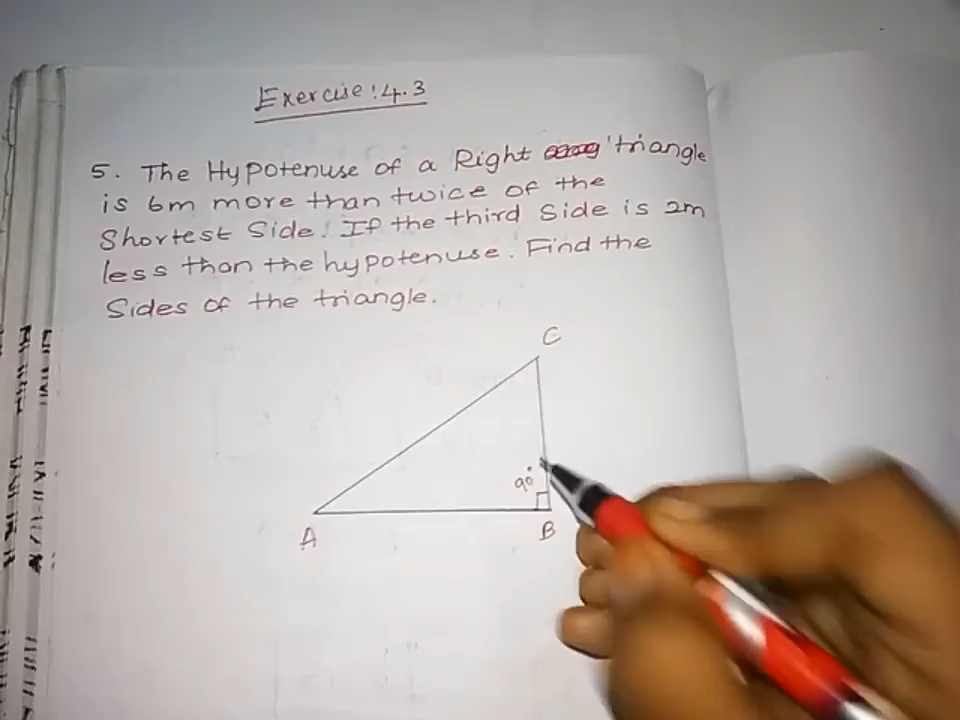 Exercise: 4.3
5. The Hypotenuse of a Right triangle
is 6m more than twice of the
Shortest Side. If the third Side is 2m
less than the hypotenuse. Find the
Sides of the triangle.
C
90°
A
B